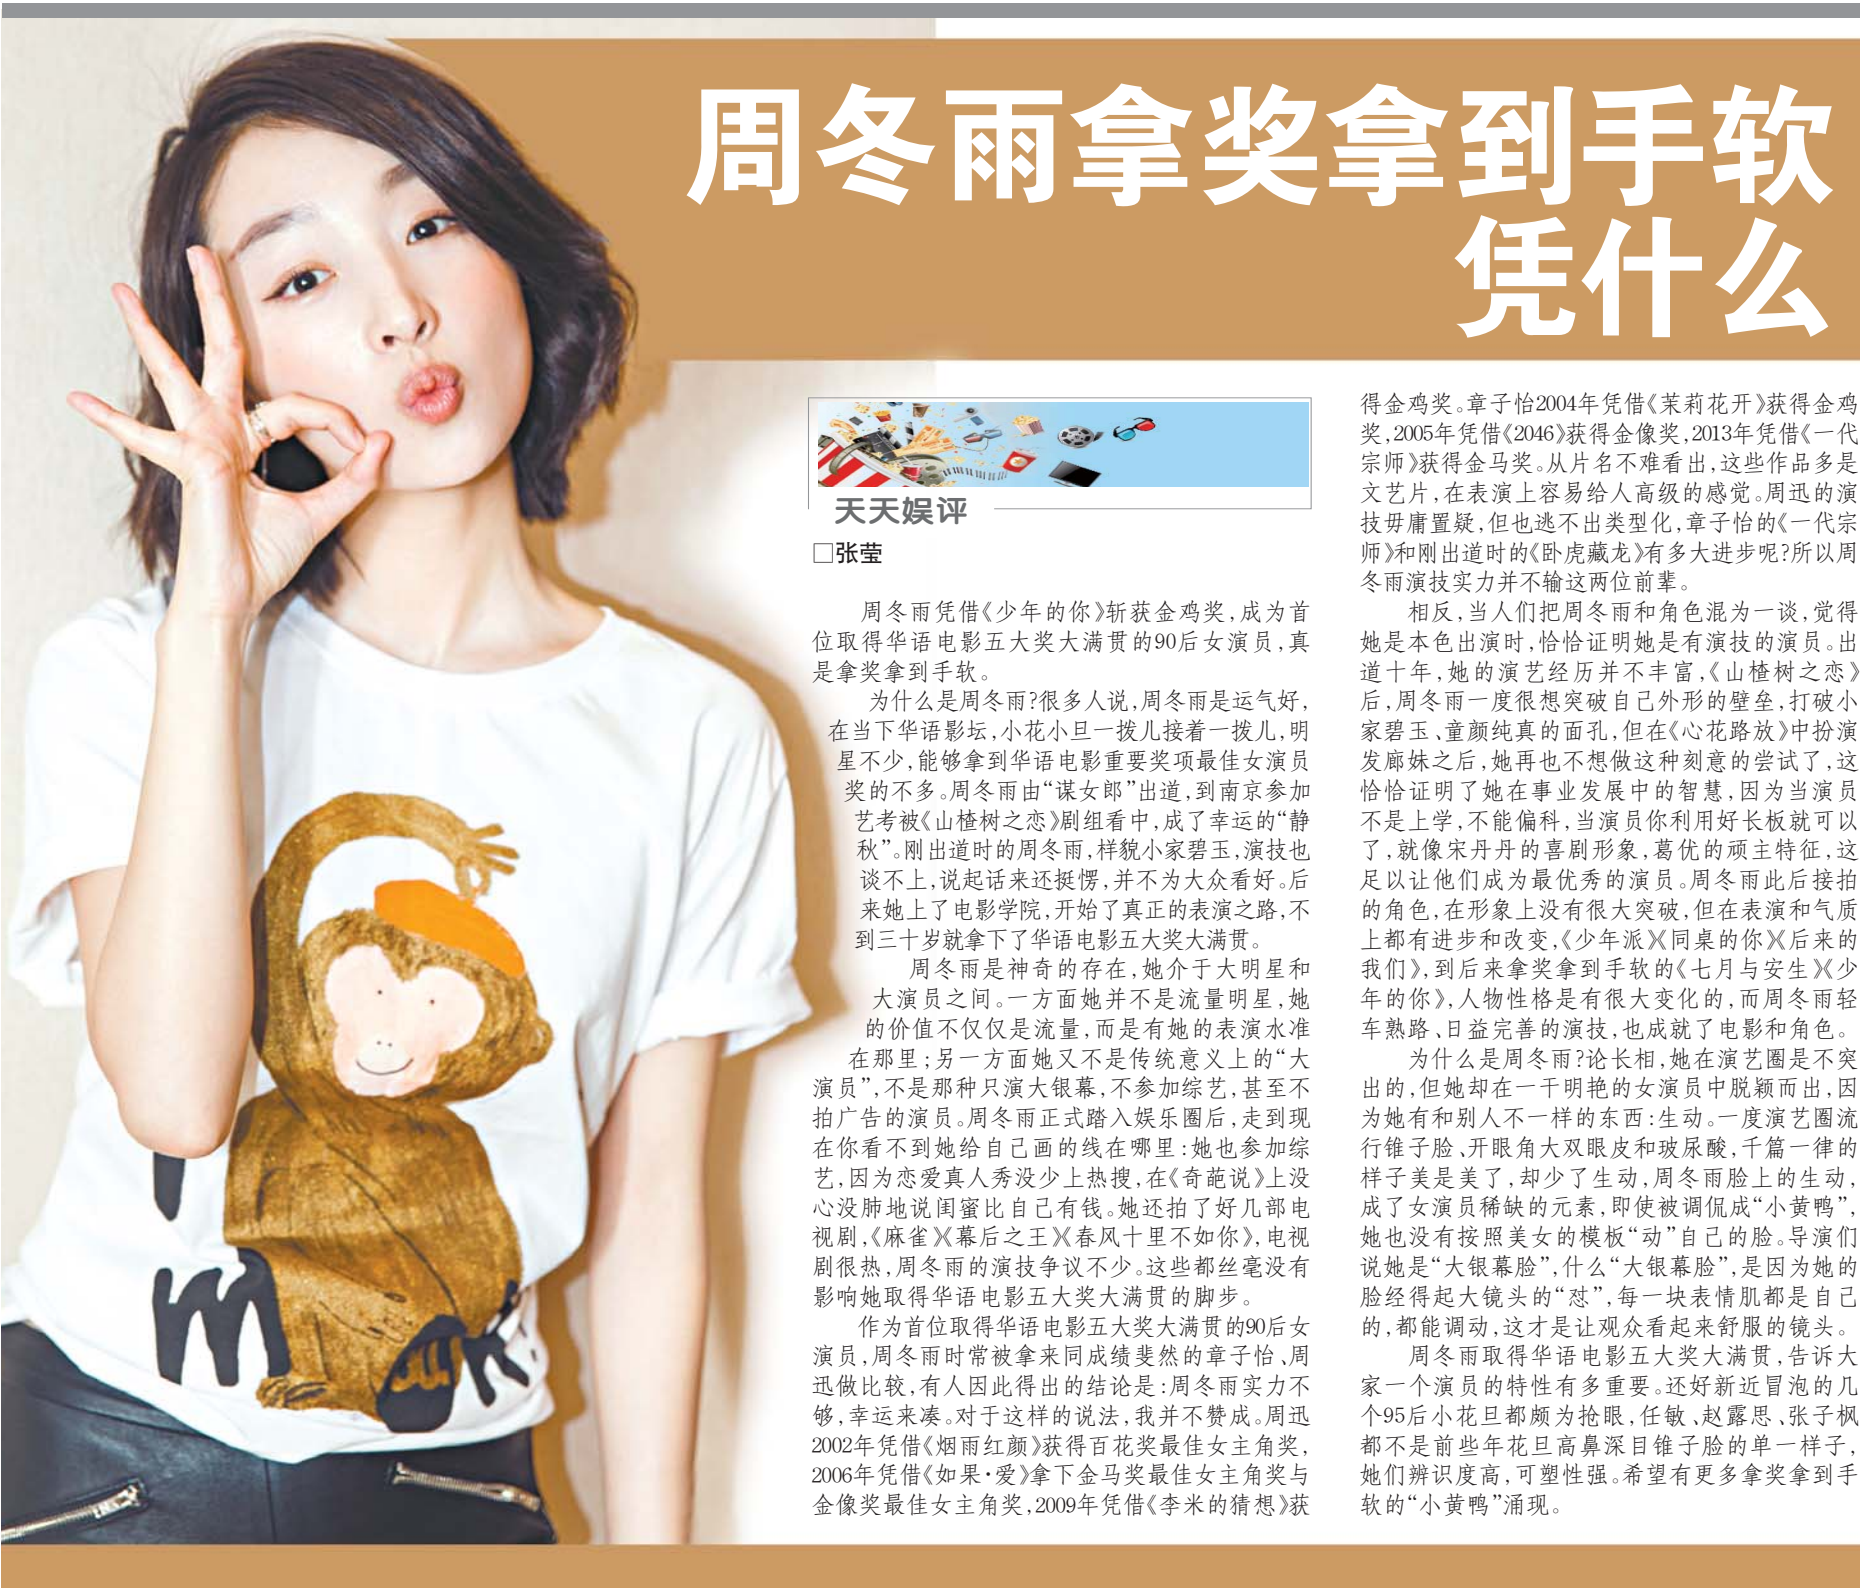 周冬雨拿奖拿到手软
凭什么
天天娱评
□张莹
周冬雨凭借《少年的你》斩获金鸡奖,成为首
位取得华语电影五大奖大满贯的90后女演员,真
是拿奖拿到手软。
为什么是周冬雨?很多人说,周冬雨是运气好,
在当下华语影坛,小花小旦一拨儿接着一拨儿,明
星不少,能够拿到华语电影重要奖项最佳女演员
奖的不多。周冬雨由“谋女郎”出道,到南京参加
艺考被《山楂树之恋》剧组看中,成了幸运的“静
秋”。刚出道时的周冬雨,样貌小家碧玉,演技也
谈不上,说起话来还挺愣,并不为大众看好。后
来她上了电影学院,开始了真正的表演之路,不
到三十岁就拿下了华语电影五大奖大满贯。
周冬雨是神奇的存在,她介于大明星和
大演员之间。一方面她并不是流量明星,她
的价值不仅仅是流量,而是有她的表演水准
在那里;另一方面她又不是传统意义上的“大
演员”,不是那种只演大银幕,不参加综艺,甚至不
拍广告的演员。周冬雨正式踏入娱乐圈后,走到现
在你看不到她给自己画的线在哪里:她也参加综
艺,因为恋爱真人秀没少上热搜,在《奇葩说》上没
心没肺地说闺蜜比自己有钱。她还拍了好几部电
视剧,《麻雀》《幕后之王》《春风十里不如你》,电视
剧很热,周冬雨的演技争议不少。这些都丝毫没有
影响她取得华语电影五大奖大满贯的脚步。
作为首位取得华语电影五大奖大满贯的90后女
演员,周冬雨时常被拿来同成绩斐然的章子怡、周
迅做比较,有人因此得出的结论是:周冬雨实力不
够,幸运来凑。对于这样的说法,我并不赞成。周迅
2002年凭借《烟雨红颜》获得百花奖最佳女主角奖,
2006年凭借《如果·爱》拿下金马奖最佳女主角奖与
金像奖最佳女主角奖,2009年凭借《李米的猜想》获
得金鸡奖。章子怡2004年凭借《茉莉花开》获得金鸡
奖,2005年凭借《2046》获得金像奖,2013年凭借《一代
宗师》获得金马奖。从片名不难看出,这些作品多是
文艺片,在表演上容易给人高级的感觉。周迅的演
技毋庸置疑,但也逃不出类型化,章子怡的《一代宗
师》和刚出道时的《卧虎藏龙》有多大进步呢?所以周
冬雨演技实力并不输这两位前辈。
相反,当人们把周冬雨和角色混为一谈,觉得
她是本色出演时,恰恰证明她是有演技的演员。出
道十年,她的演艺经历并不丰富,《山楂树之恋》
后,周冬雨一度很想突破自己外形的壁垒,打破小
家碧玉、童颜纯真的面孔,但在《心花路放》中扮演
发廊妹之后,她再也不想做这种刻意的尝试了,这
恰恰证明了她在事业发展中的智慧,因为当演员
不是上学,不能偏科,当演员你利用好长板就可以
了,就像宋丹丹的喜剧形象,葛优的顽主特征,这
足以让他们成为最优秀的演员。周冬雨此后接拍
的角色,在形象上没有很大突破,但在表演和气质
上都有进步和改变,《少年派》《同桌的你》《后来的
我们》,到后来拿奖拿到手软的《七月与安生》《少
年的你》,人物性格是有很大变化的,而周冬雨轻
车熟路、日益完善的演技,也成就了电影和角色。
为什么是周冬雨?论长相,她在演艺圈是不突
出的,但她却在一干明艳的女演员中脱颖而出,因
为她有和别人不一样的东西:生动。一度演艺圈流
行锥子脸、开眼角大双眼皮和玻尿酸,千篇一律的
样子美是美了,却少了生动,周冬雨脸上的生动,
成了女演员稀缺的元素,即使被调侃成“小黄鸭”,
她也没有按照美女的模板“动”自己的脸。导演们
说她是“大银幕脸”,什么“大银幕脸”,是因为她的
脸经得起大镜头的“怼”,每一块表情肌都是自己
的,都能调动,这才是让观众看起来舒服的镜头。
周冬雨取得华语电影五大奖大满贯,告诉大
家一个演员的特性有多重要。还好新近冒泡的几
个95后小花旦都颇为抢眼,任敏、赵露思、张子枫
都不是前些年花旦高鼻深目锥子脸的单一样子,
她们辨识度高,可塑性强。希望有更多拿奖拿到手
软的“小黄鸭”涌现。